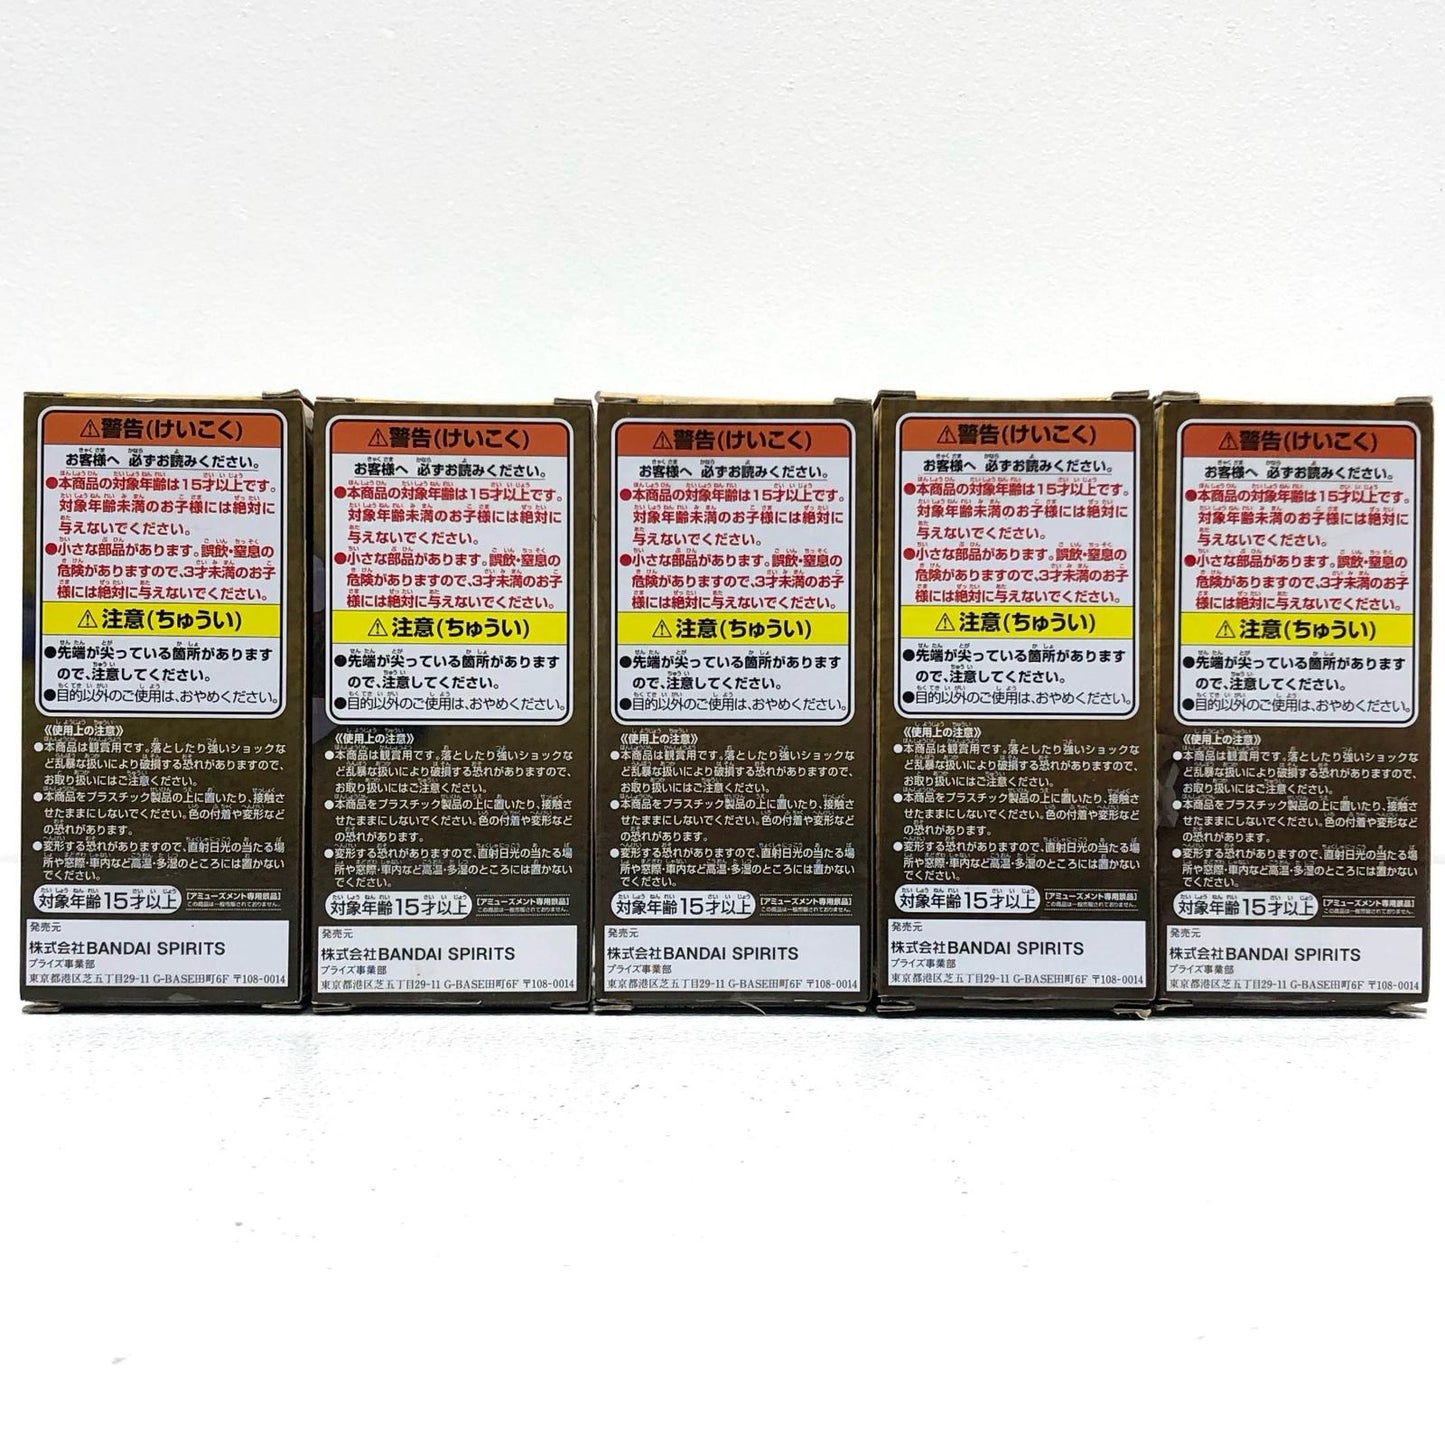 ⚠警告(けいこく)
お客様へ 必ずお読みください。
●本商品の対象年齢は15才以上です。
対象年齢未満のお子様には絶対に
与えないでください。
●小さな部品があります。誤飲・窒息の
危険がありますので、3才未満のお子
様には絶対に与えないでください。
⚠注意(ちゅうい)
●先端が尖っている箇所があります
ので、注意してください。
●目的以外のご使用は、おやめください。
《使用上の注意》
●本商品は観賞用です。落としたり強いショックな
ど乱暴な扱いにより破損する恐れがありますので、
お取り扱いにはご注意ください。
●本商品をプラスチック製品の上に置いたり、接触さ
せたままにしないでください。色の付着や変形など
の恐れがあります。
●変形する恐れがありますので、直射日光の当たる場
所や窓際・車内など高温・多湿のところには置かない
でください。
対象年齢15才以上
【アミューズメント専用景品】
この商品は一般市販されておりません。
発売元
株式会社BANDAI SPIRITS
プライズ事業部
東京都港区芝五丁目29-11 G-BASE田町6F 〒108-0014
⚠警告(けいこく)
お客様へ 必ずお読みください。
●本商品の対象年齢は15才以上です。
対象年齢未満のお子様には絶対に
与えないでください。
●小さな部品があります。誤飲・窒息の
危険がありますので、3才未満のお子
様には絶対に与えないでください。
⚠注意(ちゅうい)
●先端が尖っている箇所があります
ので、注意してください。
●目的以外のご使用は、おやめください。
《使用上の注意》
●本商品は観賞用です。落としたり強いショックな
ど乱暴な扱いにより破損する恐れがありますので、
お取り扱いにはご注意ください。
●本商品をプラスチック製品の上に置いたり、接触さ
せたままにしないでください。色の付着や変形など
の恐れがあります。
●変形する恐れがありますので、直射日光の当たる場
所や窓際・車内など高温・多湿のところには置かない
でください。
対象年齢15才以上
【アミューズメント専用景品】
この商品は一般市販されておりません。
発売元
株式会社BANDAI SPIRITS
プライズ事業部
東京都港区芝五丁目29-11 G-BASE田町6F 〒108-0014
⚠警告(けいこく)
お客様へ 必ずお読みください。
●本商品の対象年齢は15才以上です。
対象年齢未満のお子様には絶対に
与えないでください。
●小さな部品があります。誤飲・窒息の
危険がありますので、3才未満のお子
様には絶対に与えないでください。
⚠注意(ちゅうい)
●先端が尖っている箇所があります
ので、注意してください。
●目的以外のご使用は、おやめください。
《使用上の注意》
●本商品は観賞用です。落としたり強いショックな
ど乱暴な扱いにより破損する恐れがありますので、
お取り扱いにはご注意ください。
●本商品をプラスチック製品の上に置いたり、接触さ
せたままにしないでください。色の付着や変形など
の恐れがあります。
●変形する恐れがありますので、直射日光の当たる場
所や窓際・車内など高温・多湿のところには置かない
でください。
対象年齢15才以上
【アミューズメント専用景品】
この商品は一般市販されておりません。
発売元
株式会社BANDAI SPIRITS
プライズ事業部
東京都港区芝五丁目29-11 G-BASE田町6F 〒108-0014
⚠警告(けいこく)
お客様へ 必ずお読みください。
●本商品の対象年齢は15才以上です。
対象年齢未満のお子様には絶対に
与えないでください。
●小さな部品があります。誤飲・窒息の
危険がありますので、3才未満のお子
様には絶対に与えないでください。
⚠注意(ちゅうい)
●先端が尖っている箇所があります
ので、注意してください。
●目的以外のご使用は、おやめください。
《使用上の注意》
●本商品は観賞用です。落としたり強いショックな
ど乱暴な扱いにより破損する恐れがありますので、
お取り扱いにはご注意ください。
●本商品をプラスチック製品の上に置いたり、接触さ
せたままにしないでください。色の付着や変形など
の恐れがあります。
●変形する恐れがありますので、直射日光の当たる場
所や窓際・車内など高温・多湿のところには置かない
でください。
対象年齢15才以上
【アミューズメント専用景品】
この商品は一般市販されておりません。
発売元
株式会社BANDAI SPIRITS
プライズ事業部
東京都港区芝五丁目29-11 G-BASE田町6F 〒108-0014
⚠警告(けいこく)
お客様へ 必ずお読みください。
●本商品の対象年齢は15才以上です。
対象年齢未満のお子様には絶対に
与えないでください。
●小さな部品があります。誤飲・窒息の
危険がありますので、3才未満のお子
様には絶対に与えないでください。
⚠注意(ちゅうい)
●先端が尖っている箇所があります
ので、注意してください。
●目的以外のご使用は、おやめください。
《使用上の注意》
●本商品は観賞用です。落としたり強いショックな
ど乱暴な扱いにより破損する恐れがありますので、
お取り扱いにはご注意ください。
●本商品をプラスチック製品の上に置いたり、接触さ
せたままにしないでください。色の付着や変形など
の恐れがあります。
●変形する恐れがありますので、直射日光の当たる場
所や窓際・車内など高温・多湿のところには置かない
でください。
対象年齢15才以上
【アミューズメント専用景品】
この商品は一般市販されておりません。
発売元
株式会社BANDAI SPIRITS
プライズ事業部
東京都港区芝五丁目29-11 G-BASE田町6F 〒108-0014